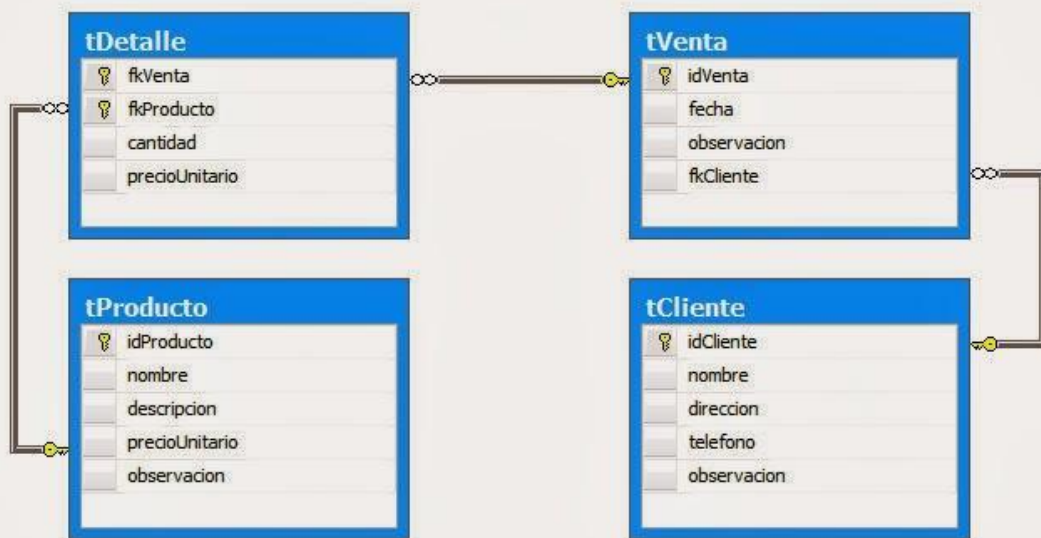 tDetalle
fkVenta
fkProducto
cantidad
precioUnitario
tVenta
idVenta
fecha
observacion
fkCliente
tProducto
idProducto
nombre
descripcion
precioUnitario
observacion
tCliente
idCliente
nombre
direccion
telefono
observacion